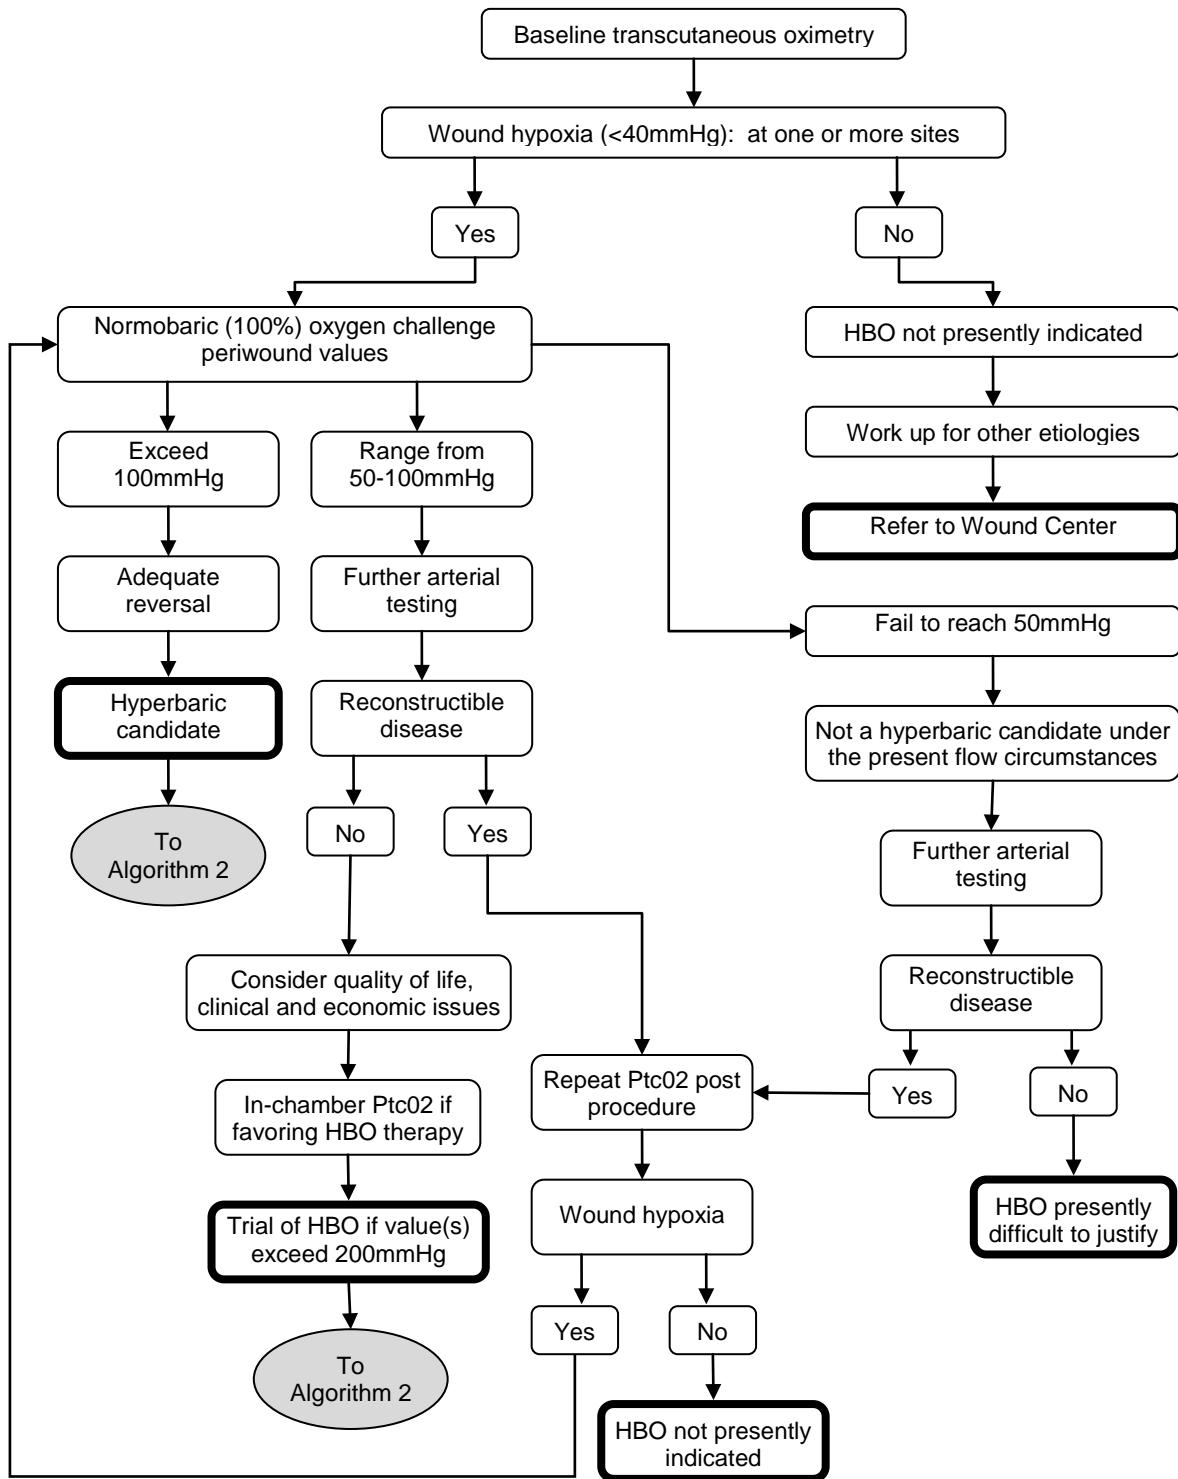 Baseline transcutaneous oximetry
Wound hypoxia (<40mmHg):  at one or more sites
Yes
No
Normobaric (100%) oxygen challenge
periwound values
HBO not presently indicated
Exceed
100mmHg
Range from
50-100mmHg
Work up for other etiologies
Refer to Wound Center
Adequate
reversal
Further arterial
testing
Fail to reach 50mmHg
Hyperbaric
candidate
Reconstructible
disease
Not a hyperbaric candidate under
the present flow circumstances
To
Algorithm 2
No
Yes
Further arterial
testing
Consider quality of life,
clinical and economic issues
Reconstructible
disease
In-chamber Ptc02 if
favoring HBO therapy
Repeat Ptc02 post
procedure
Yes
No
Trial of HBO if value(s)
exceed 200mmHg
Wound hypoxia
HBO presently
difficult to justify
To
Algorithm 2
Yes
No
HBO not presently
indicated